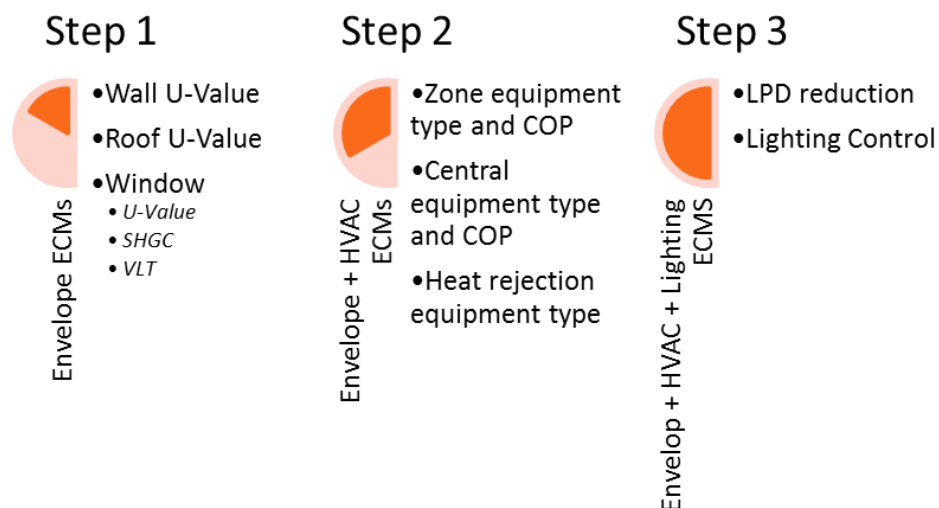 Step 1
Envelope ECMs
•Wall U-Value
•Roof U-Value
•Window
• U-Value
• SHGC
• VLT
Step 2
Envelope + HVAC
ECMs
•Zone equipment
type and COP
•Central
equipment type
and COP
•Heat rejection
equipment type
Step 3
Envelop + HVAC + Lighting
ECMS
•LPD reduction
•Lighting Control